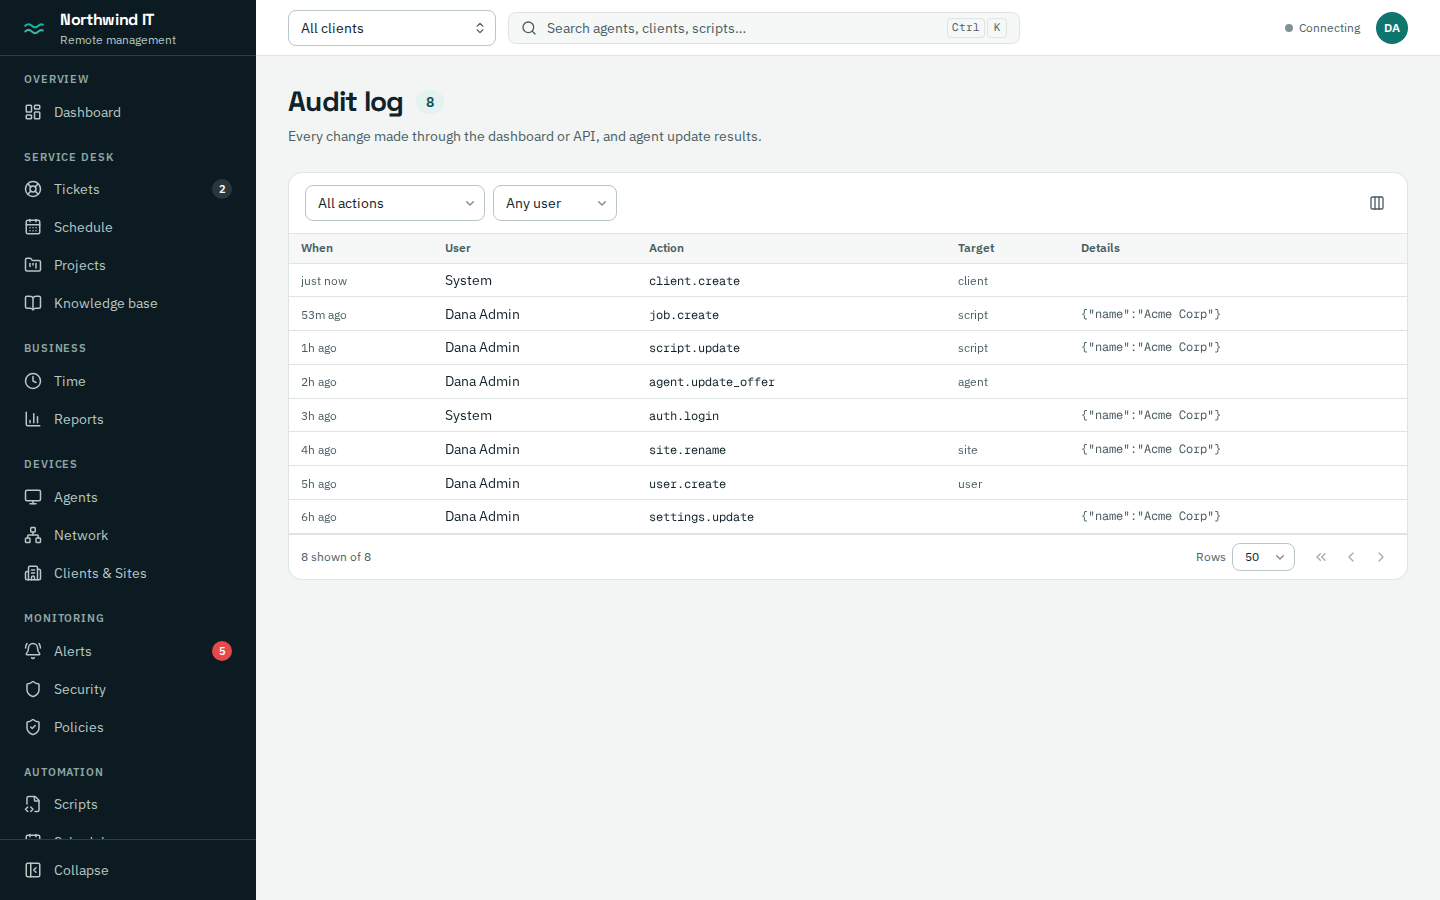 Northwind IT
Remote management
OVERVIEW
Dashboard
SERVICE DESK
Tickets 2
Schedule
Projects
Knowledge base
BUSINESS
Time
Reports
DEVICES
Agents
Network
Clients & Sites
MONITORING
Alerts 5
Security
Policies
AUTOMATION
Scripts
Collapse
All clients
Search agents, clients, scripts... Ctrl K
Connecting DA
Audit log 8
Every change made through the dashboard or API, and agent update results.
All actions Any user
When User Action Target Details
just now System client.create client
53m ago Dana Admin job.create script {"name":"Acme Corp"}
1h ago Dana Admin script.update script {"name":"Acme Corp"}
2h ago Dana Admin agent.update_offer agent
3h ago System auth.login {"name":"Acme Corp"}
4h ago Dana Admin site.rename site {"name":"Acme Corp"}
5h ago Dana Admin user.create user
6h ago Dana Admin settings.update {"name":"Acme Corp"}
8 shown of 8 Rows 50